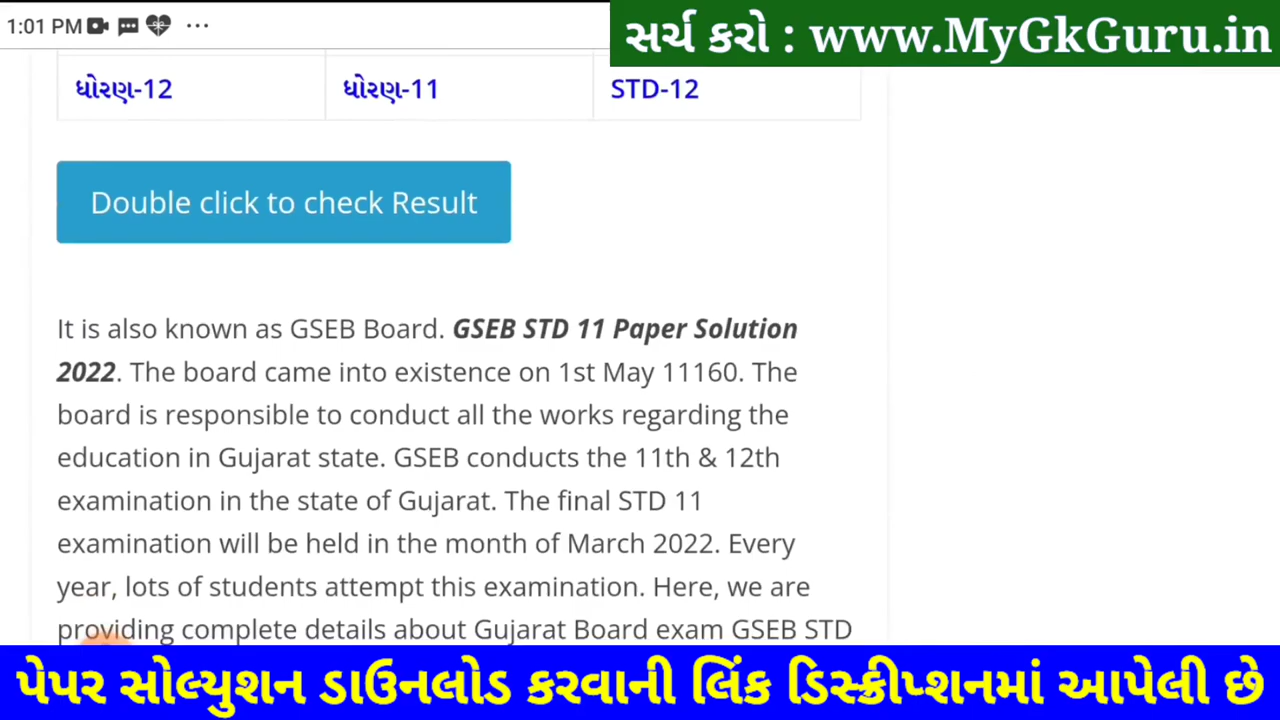 1:01 PM
સર્ચ કરો : www.MyGkGuru.in
ધોરણ-12 ધોરણ-11 STD-12
Double click to check Result
It is also known as GSEB Board. GSEB STD 11 Paper Solution
2022. The board came into existence on 1st May 11160. The
board is responsible to conduct all the works regarding the
education in Gujarat state. GSEB conducts the 11th & 12th
examination in the state of Gujarat. The final STD 11
examination will be held in the month of March 2022. Every
year, lots of students attempt this examination. Here, we are
providing complete details about Gujarat Board exam GSEB STD
પેપર સોલ્યુશન ડાઉનલોડ કરવાની લિંક ડિસ્ક્રીપ્શનમાં આપેલી છે